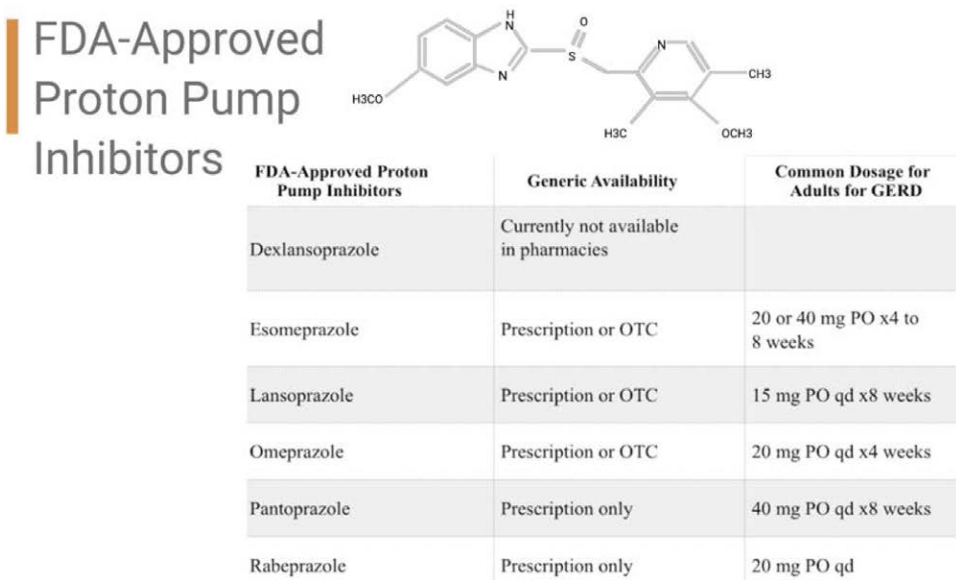 FDA-Approved
Proton Pump
Inhibitors
H
N
N
H3CO
O
S
N
CH3
H3C
OCH3
FDA-Approved Proton
Pump Inhibitors
Generic Availability
Common Dosage for
Adults for GERD
Dexlansoprazole
Currently not available
in pharmacies
Esomeprazole
Prescription or OTC
20 or 40 mg PO x4 to
8 weeks
Lansoprazole
Prescription or OTC
15 mg PO qd x8 weeks
Omeprazole
Prescription or OTC
20 mg PO qd x4 weeks
Pantoprazole
Prescription only
40 mg PO qd x8 weeks
Rabeprazole
Prescription only
20 mg PO qd